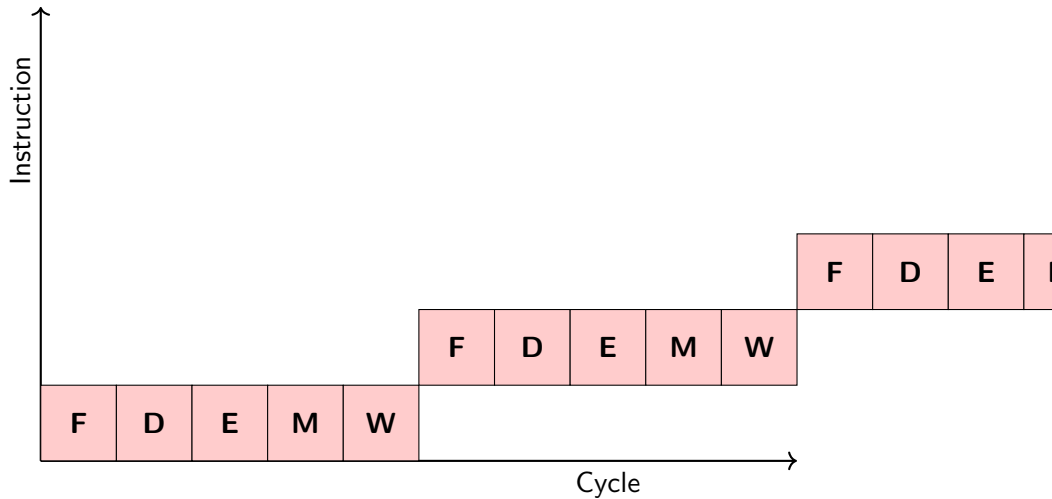 Instruction
F D E
F D E M W
F D E M W
Cycle